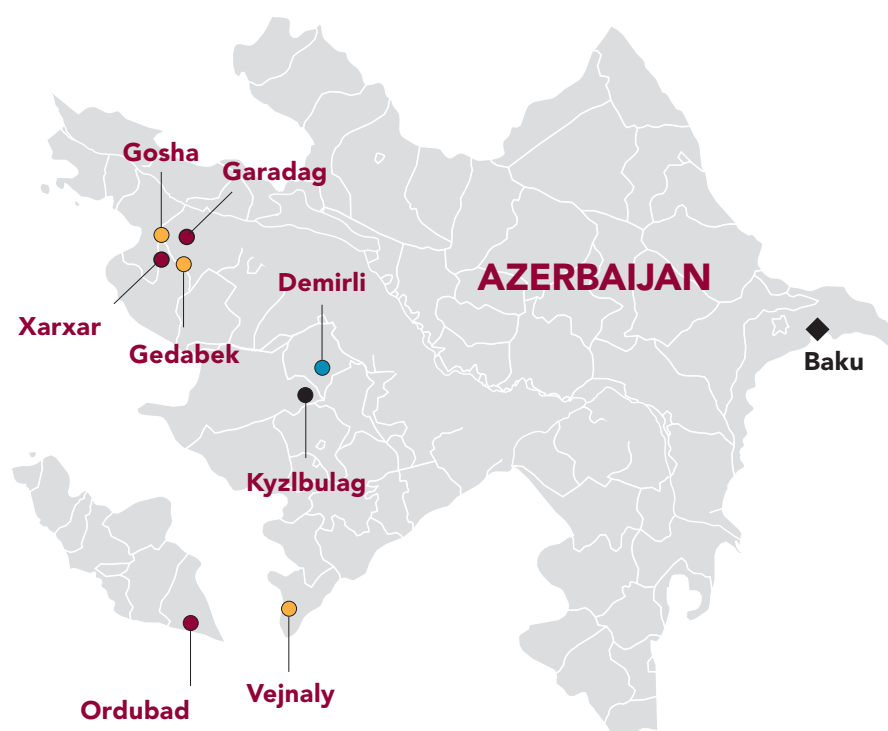 Gosha
Garadag
Demirli
AZERBAIJAN
Xarxar
Gedabek
Baku
Kyzlbulag
Vejnaly
Ordubad